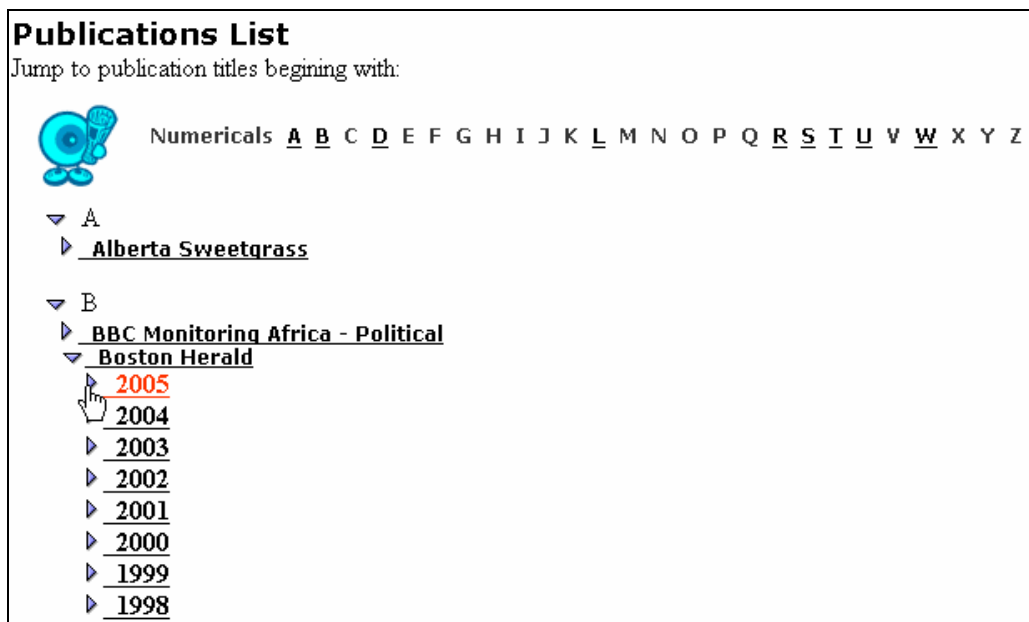 Publications List
Jump to publication titles begining with:
Numericals A B C D E F G H I J K L M N O P Q R S T U V W X Y Z
A
Alberta Sweetgrass
B
BBC Monitoring Africa - Political
Boston Herald
2005
2004
2003
2002
2001
2000
1999
1998